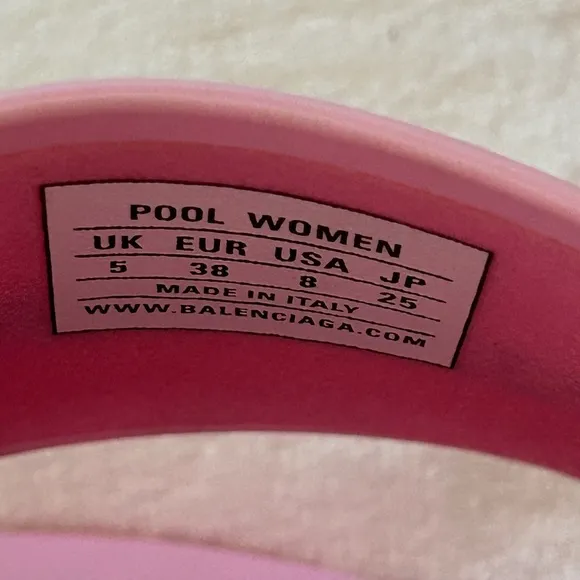 POOL WOMEN
UK EUR USA JP
5 38 8 25
MADE IN ITALY
WWW.BALENCIAGA.COM